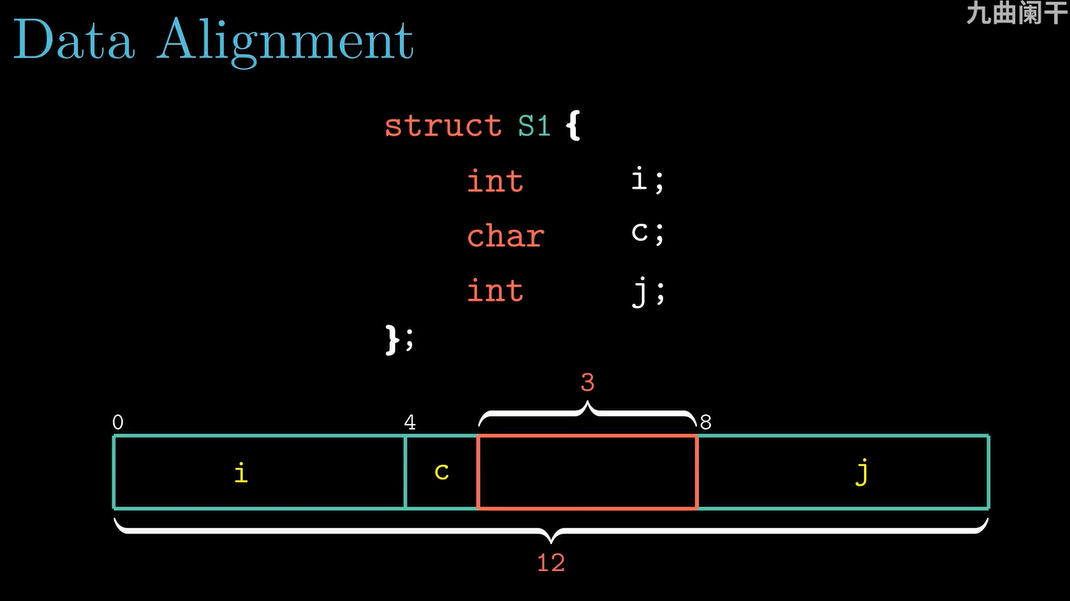 九曲阑干
Data Alignment
struct S1 {
int i;
char c;
int j;
};
3
0 4 8
i c j
12